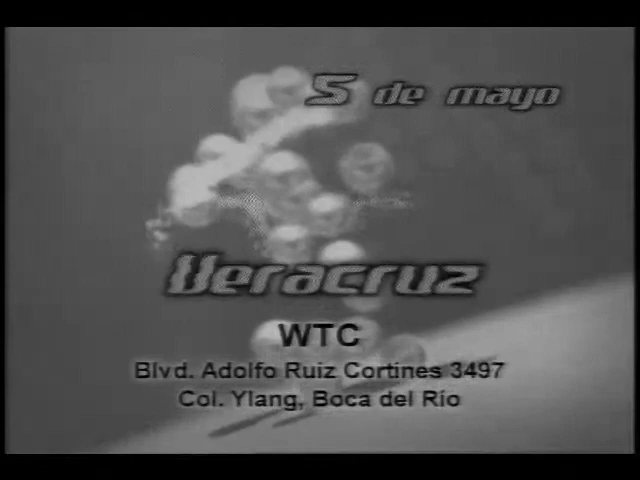 5 de mayo
Veracruz
WTC
Blvd. Adolfo Ruiz Cortines 3497
Col. Ylang, Boca del Río